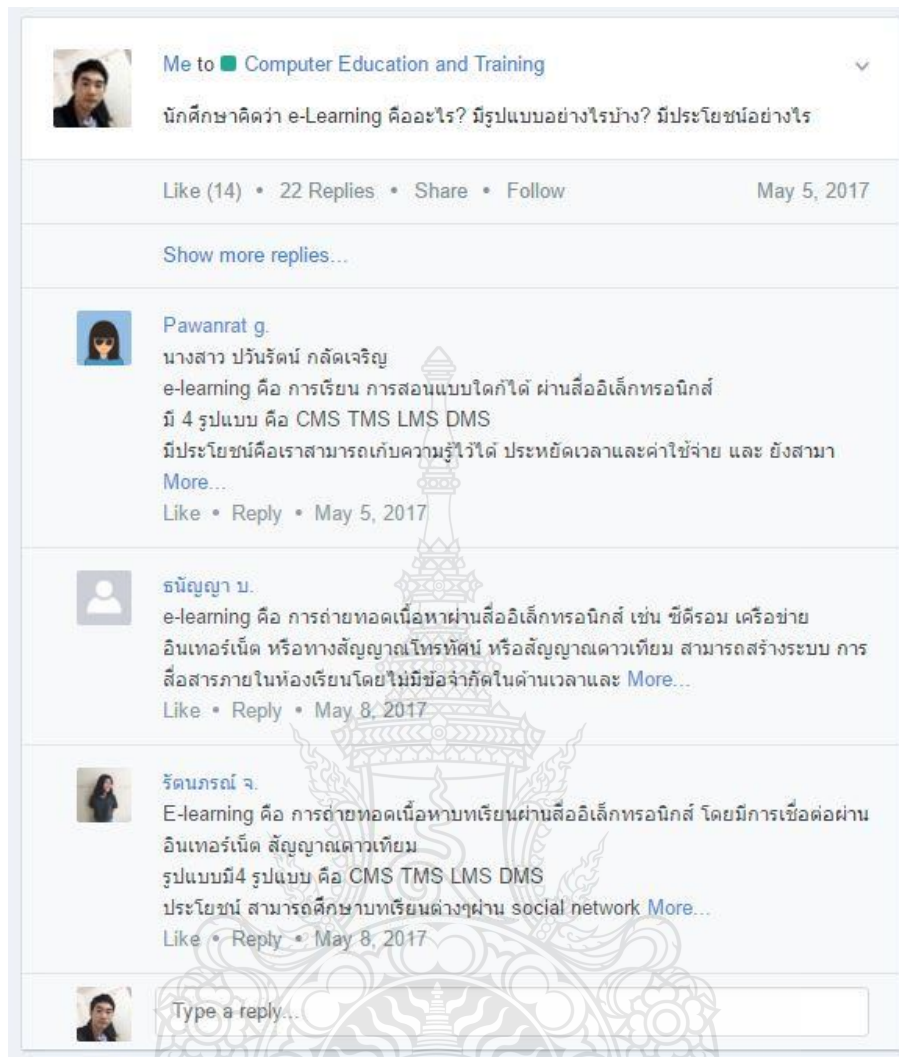 Me to Computer Education and Training
นักศึกษาคิดว่า e-Learning คืออะไร? มีรูปแบบอย่างไรบ้าง? มีประโยชน์อย่างไร
Like (14) • 22 Replies • Share • Follow May 5, 2017
Show more replies...
Pawanrat g.
นางสาว ปวันรัตน์ กลัดเจริญ
e-learning คือ การเรียน การสอนแบบใดก้ได้ ผ่านสื่ออิเล็กทรอนิกส์
มี 4 รูปแบบ คือ CMS TMS LMS DMS
มีประโยชน์คือเราสามารถเก็บความรู้ไว้ได้ ประหยัดเวลาและค่าใช้จ่าย และ ยังสามา
More...
Like • Reply • May 5, 2017
ธนัญญา บ.
e-learning คือ การถ่ายทอดเนื้อหาผ่านสื่ออิเล็กทรอนิกส์ เช่น ซีดีรอม เครือข่าย
อินเทอร์เน็ต หรือทางสัญญาณโทรทัศน์ หรือสัญญาณดาวเทียม สามารถสร้างระบบ การ
สื่อสารภายในห้องเรียนโดยไม่มีข้อจำกัดในด้านเวลาและ More...
Like • Reply • May 8, 2017
รัตนภรณ์ จ.
E-learning คือ การถ่ายทอดเนื้อหาบทเรียนผ่านสื่ออิเล็กทรอนิกส์ โดยมีการเชื่อต่อผ่าน
อินเทอร์เน็ต สัญญาณดาวเทียม
รูปแบบมี4 รูปแบบ คือ CMS TMS LMS DMS
ประโยชน์ สามารถศึกษาบทเรียนต่างๆผ่าน social network More...
Like • Reply • May 8, 2017
Type a reply...